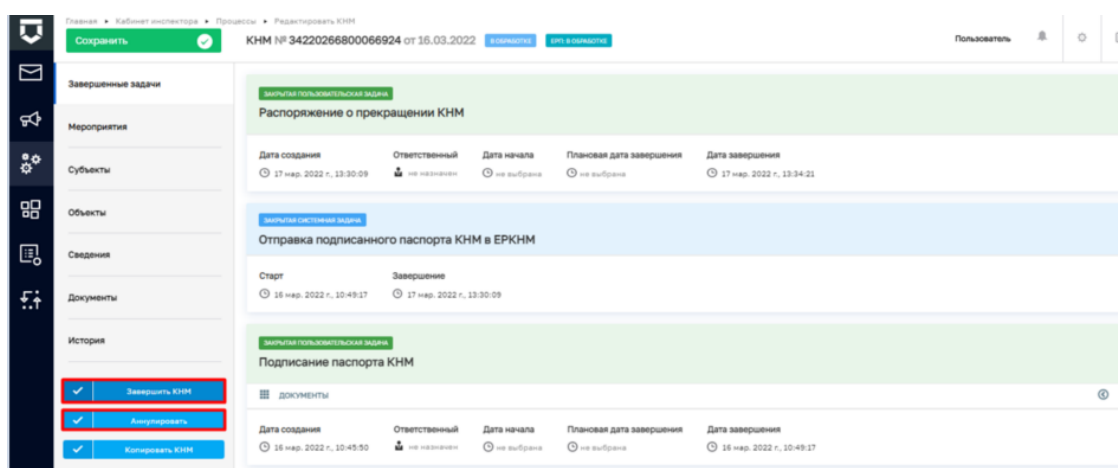 Главная ▸ Кабинет инспектора ▸ Процессы ▸ Редактировать КНМ
Сохранить
КНМ № 34220266800066924 от 16.03.2022 В ОБРАБОТКЕ ЕРП: В ОБРАБОТКЕ
Пользователь
Завершенные задачи
Мероприятия
Субъекты
Объекты
Сведения
Документы
История
Завершить КНМ
Аннулировать
Копировать КНМ
ЗАКРЫТАЯ ПОЛЬЗОВАТЕЛЬСКАЯ ЗАДАЧА
Распоряжение о прекращении КНМ
Дата создания Ответственный Дата начала Плановая дата завершения Дата завершения
17 мар. 2022 г., 13:30:09 не назначен не выбрана не выбрана 17 мар. 2022 г., 13:34:21
ЗАКРЫТАЯ СИСТЕМНАЯ ЗАДАЧА
Отправка подписанного паспорта КНМ в ЕРКНМ
Старт Завершение
16 мар. 2022 г., 10:49:17 17 мар. 2022 г., 13:30:09
ЗАКРЫТАЯ ПОЛЬЗОВАТЕЛЬСКАЯ ЗАДАЧА
Подписание паспорта КНМ
ДОКУМЕНТЫ
Дата создания Ответственный Дата начала Плановая дата завершения Дата завершения
16 мар. 2022 г., 10:45:50 не назначен не выбрана не выбрана 16 мар. 2022 г., 10:49:17